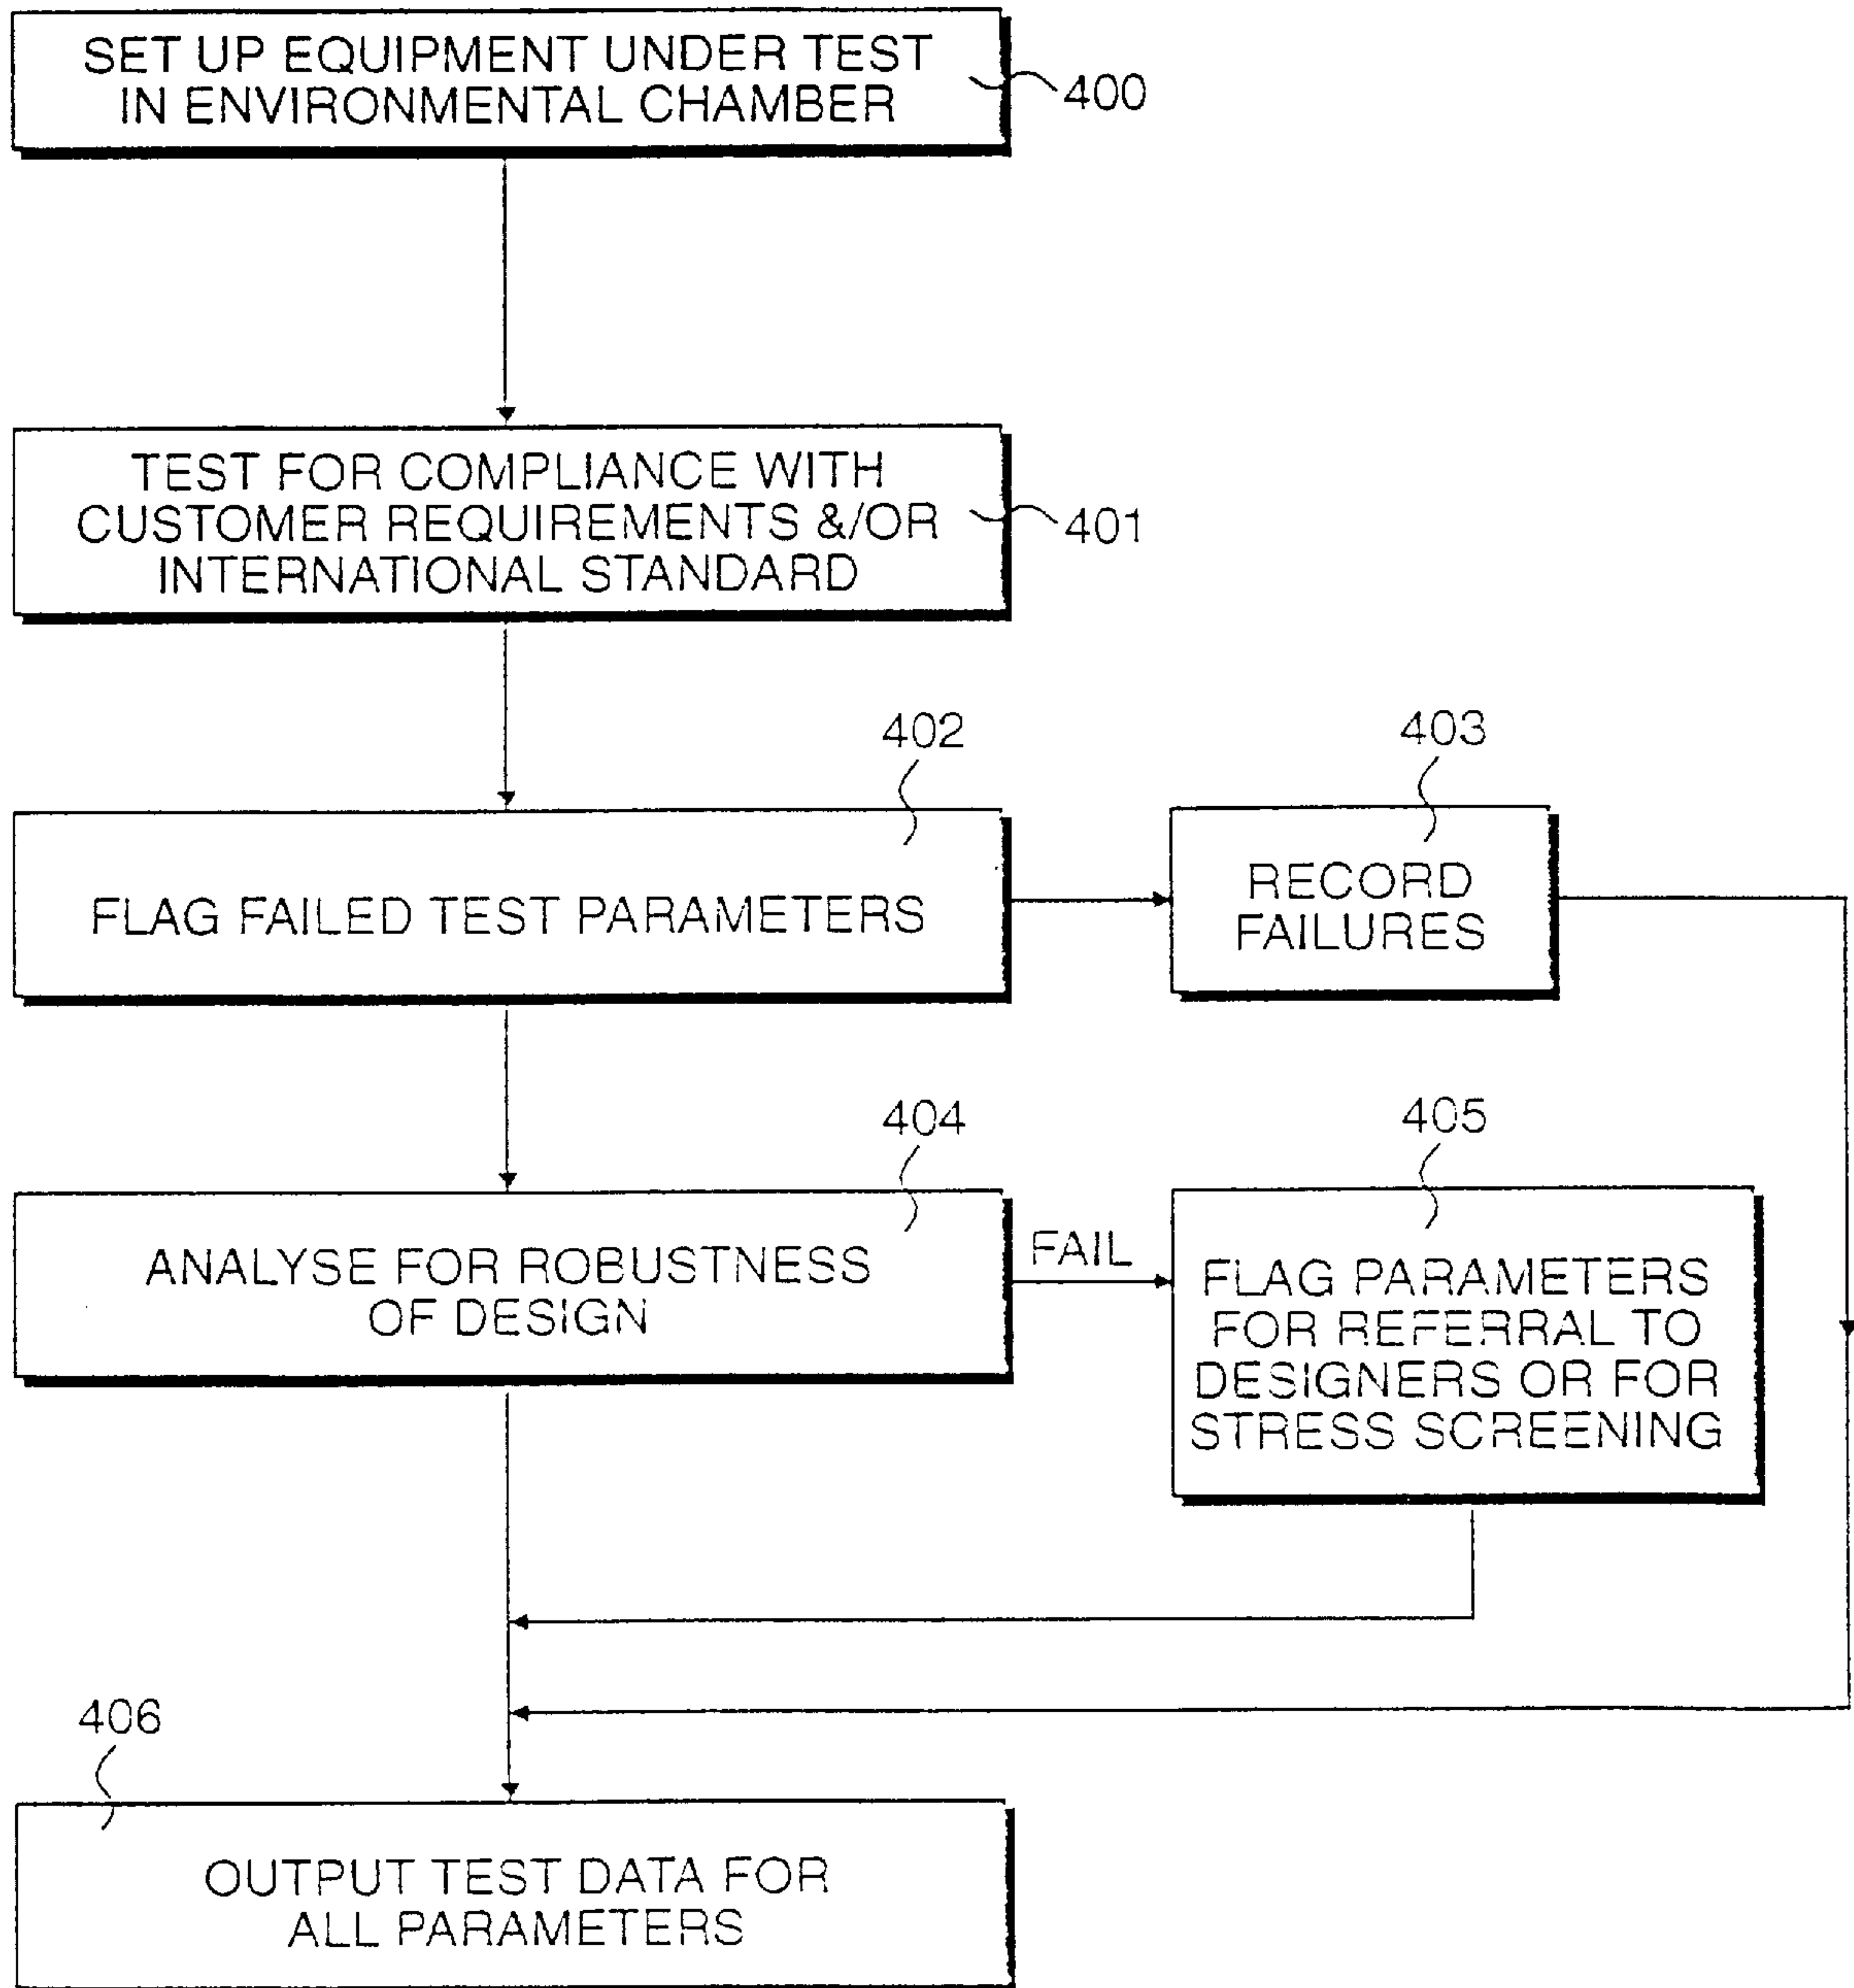 SET UP EQUIPMENT UNDER TEST
IN ENVIRONMENTAL CHAMBER
400
TEST FOR COMPLIANCE WITH
CUSTOMER REQUIREMENTS &/OR
INTERNATIONAL STANDARD
401
402
FLAG FAILED TEST PARAMETERS
403
RECORD
FAILURES
404
ANALYSE FOR ROBUSTNESS
OF DESIGN
FAIL
405
FLAG PARAMETERS
FOR REFERRAL TO
DESIGNERS OR FOR
STRESS SCREENING
406
OUTPUT TEST DATA FOR
ALL PARAMETERS